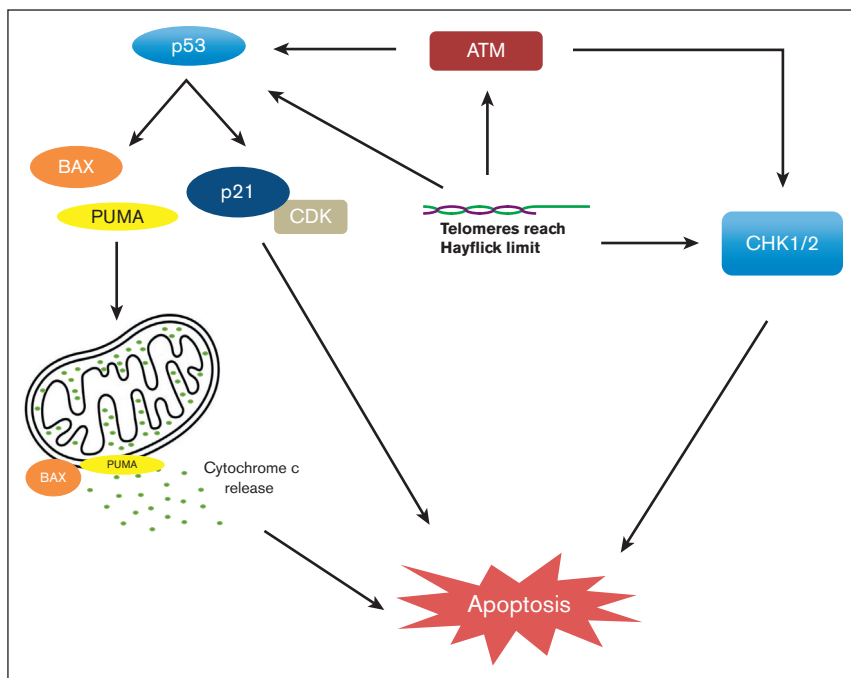 p53
ATM
BAX
PUMA
p21
CDK
Telomeres reach
Hayflick limit
CHK1/2
PUMA
BAX
Cytochrome c
release
Apoptosis